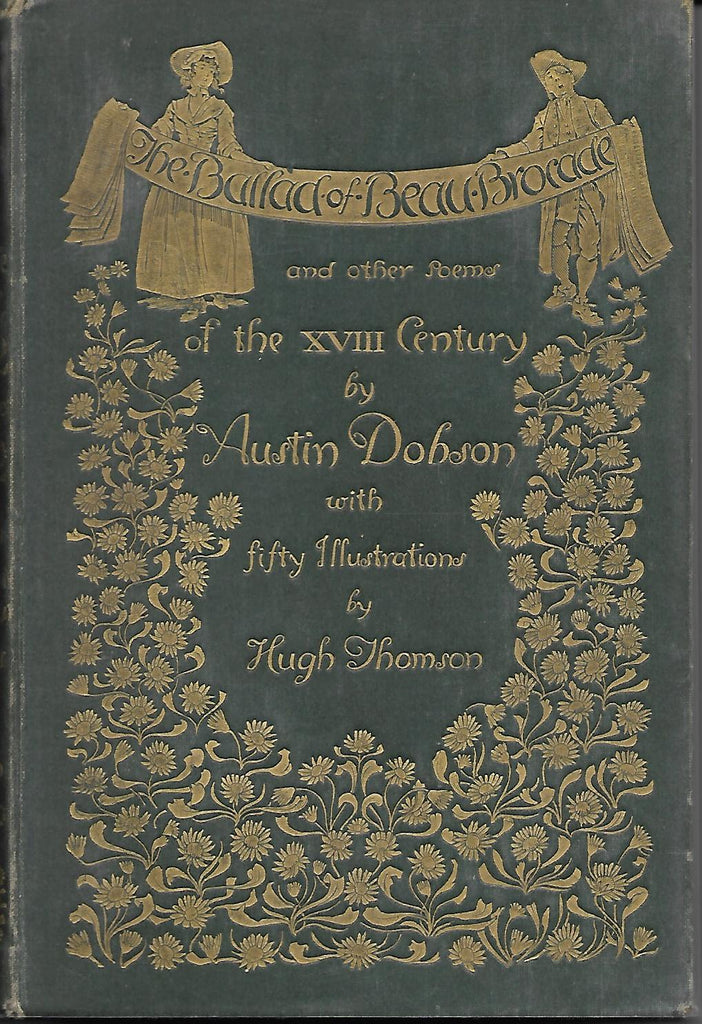 The·Ballad·of·Beau·Brocade
and other Poems
of the XVIII Century
by
Austin Dobson
with
fifty Illustrations
by
Hugh Thomson